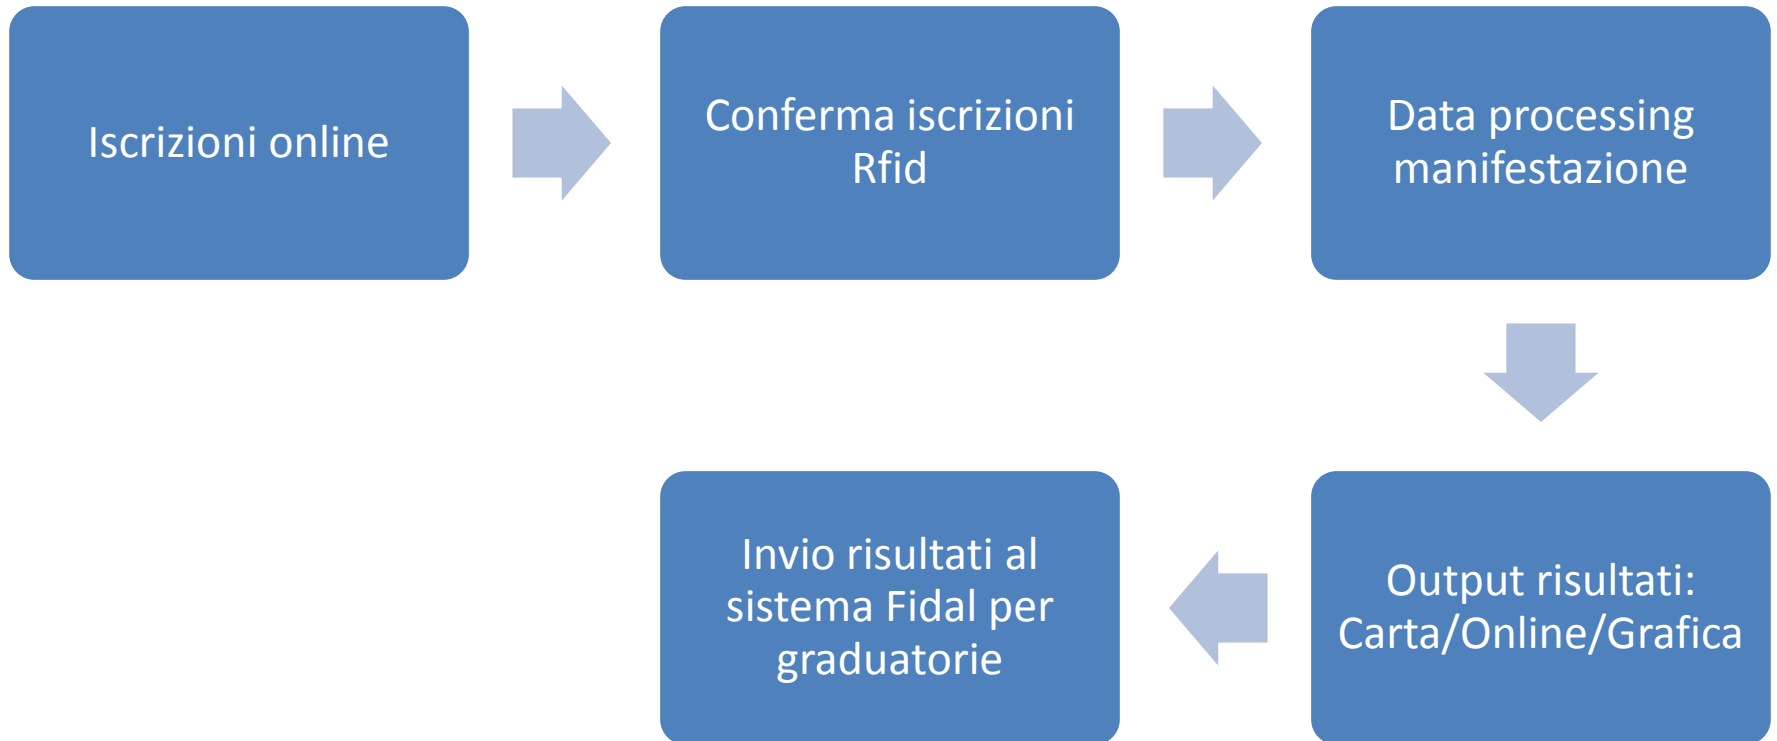 Iscrizioni online
Conferma iscrizioni
Rfid
Data processing
manifestazione
Output risultati:
Carta/Online/Grafica
Invio risultati al
sistema Fidal per
graduatorie